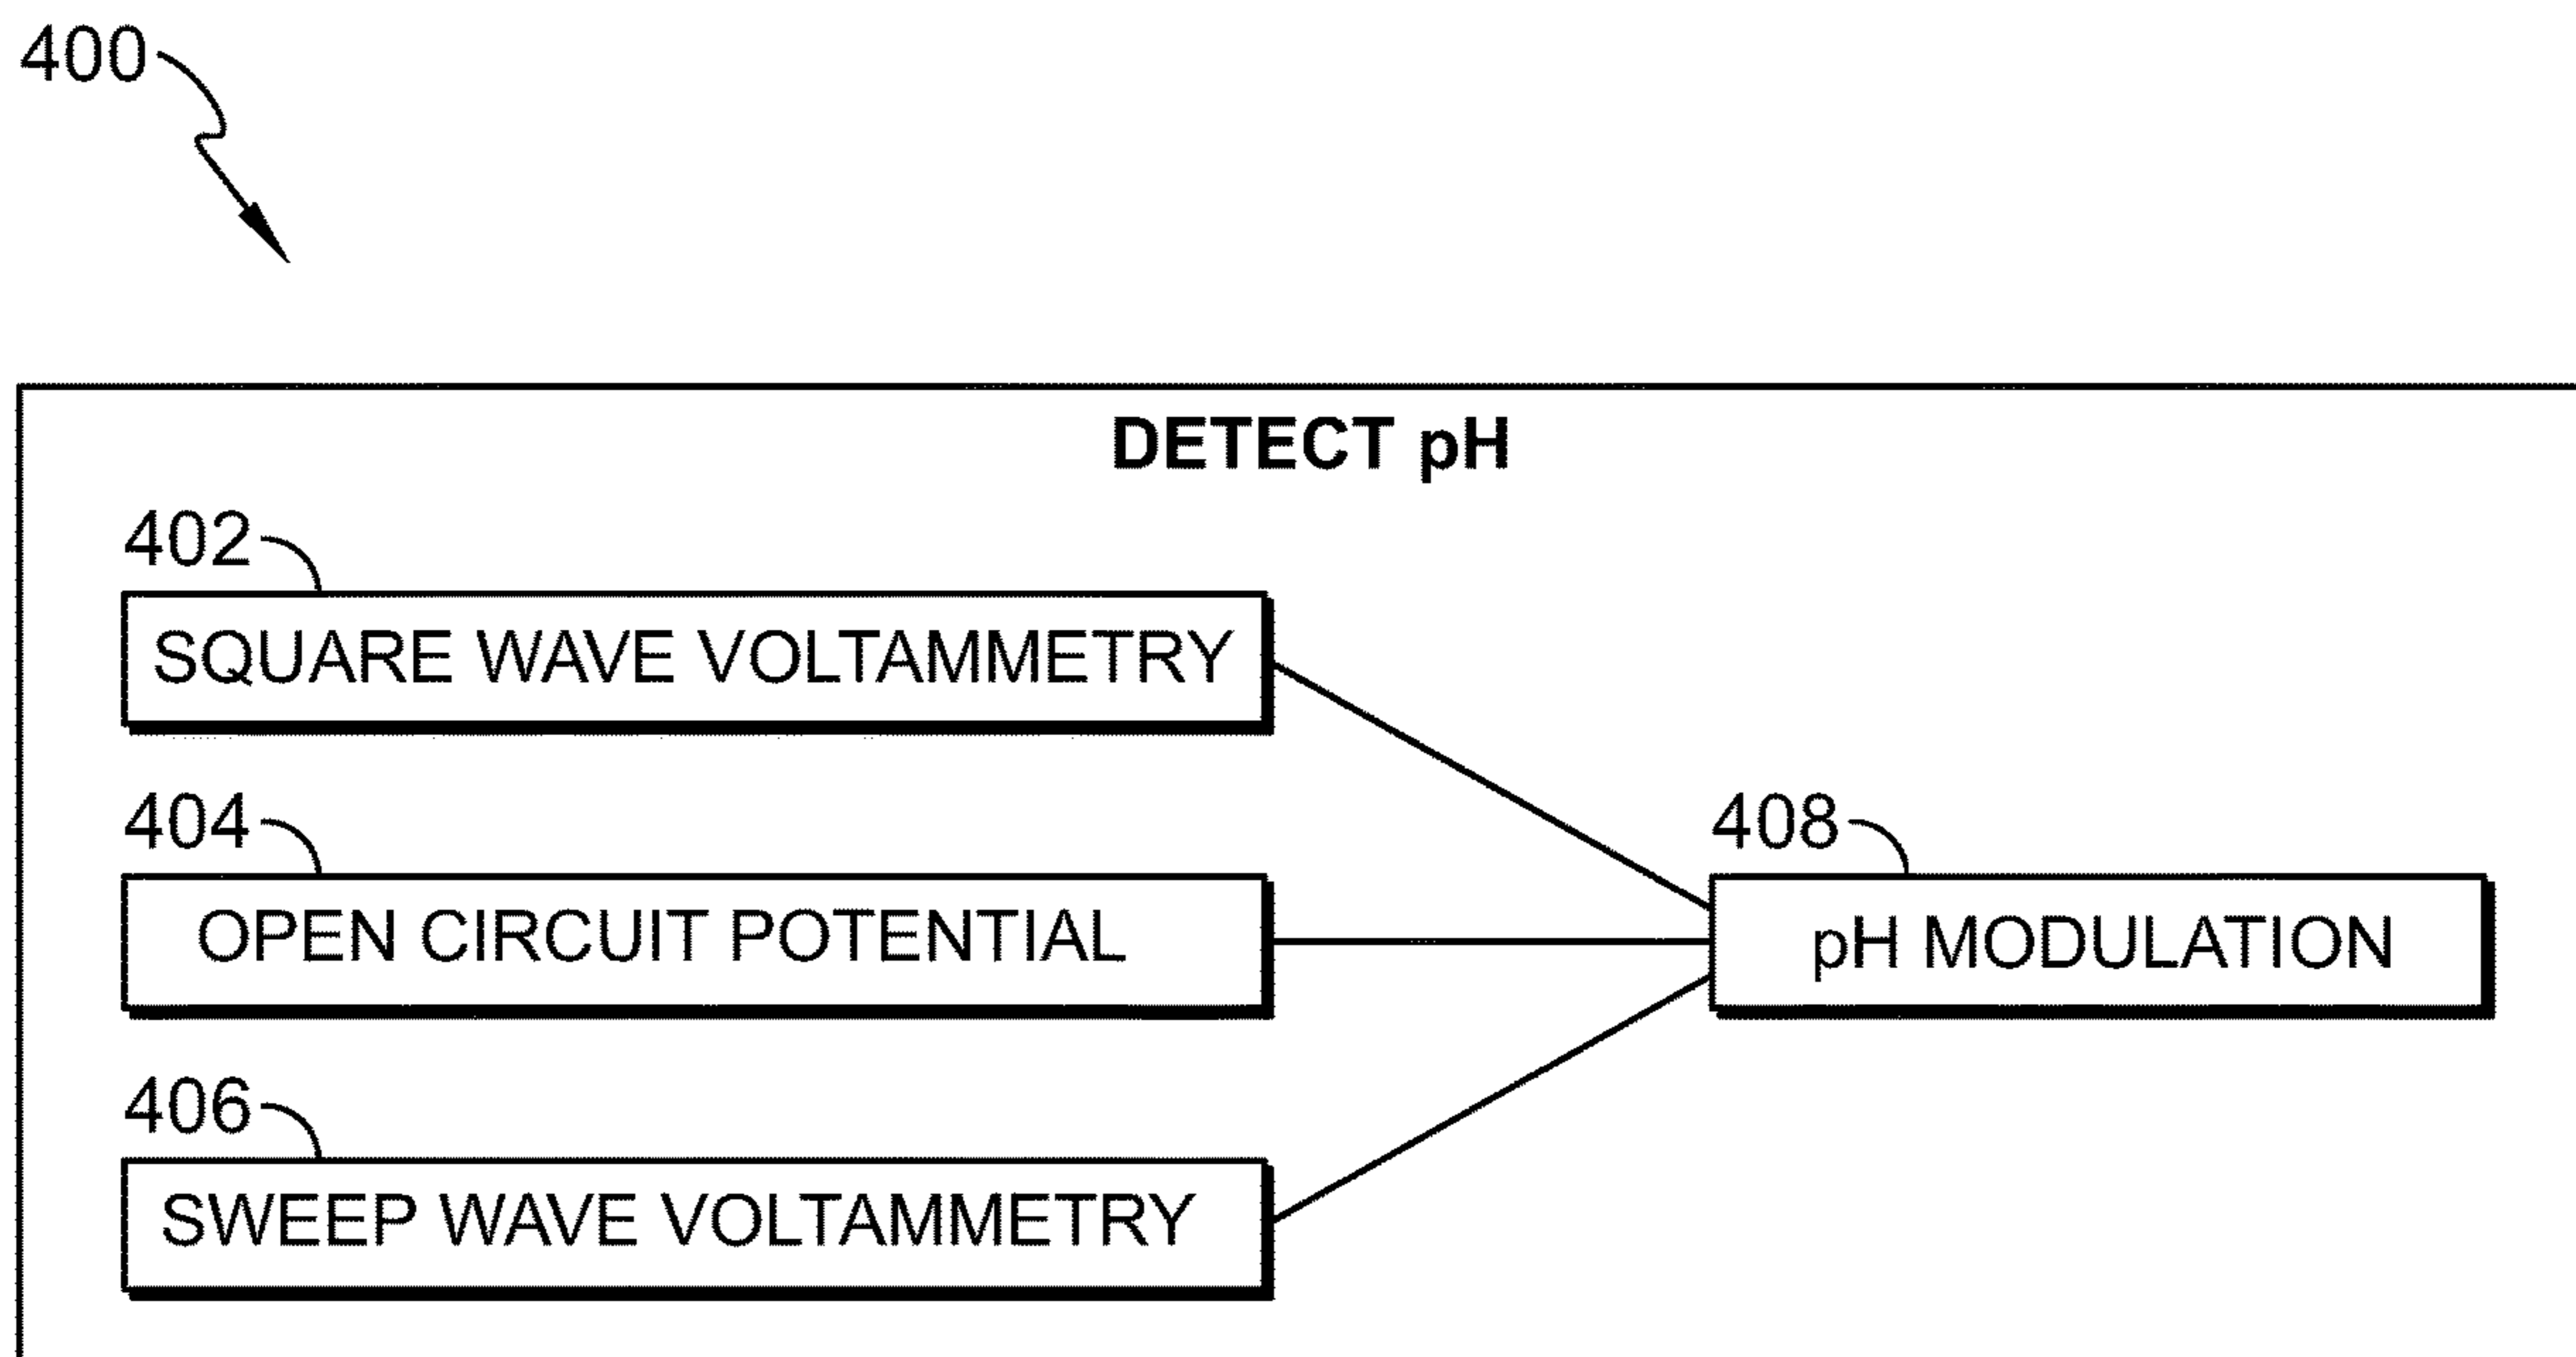 400
DETECT pH
402
SQUARE WAVE VOLTAMMETRY
404
OPEN CIRCUIT POTENTIAL
408
pH MODULATION
406
SWEEP WAVE VOLTAMMETRY